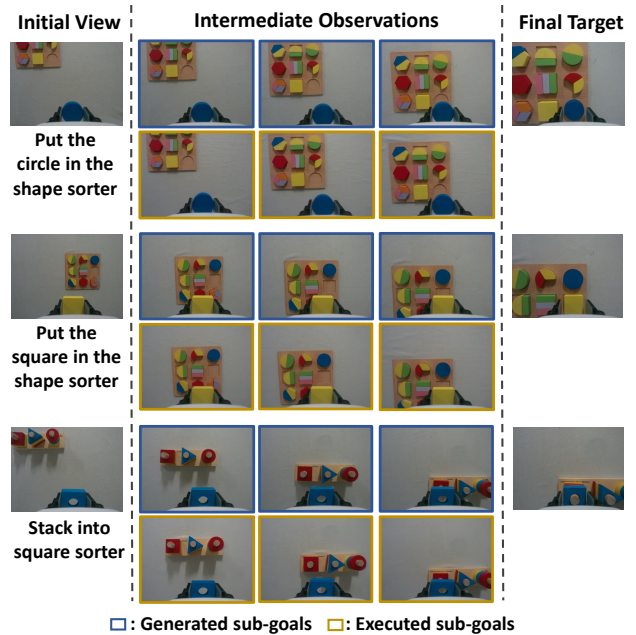 Initial View
Intermediate Observations
Final Target
Put the
circle in the
shape sorter
Put the
square in the
shape sorter
Stack into
square sorter
: Generated sub-goals
: Executed sub-goals